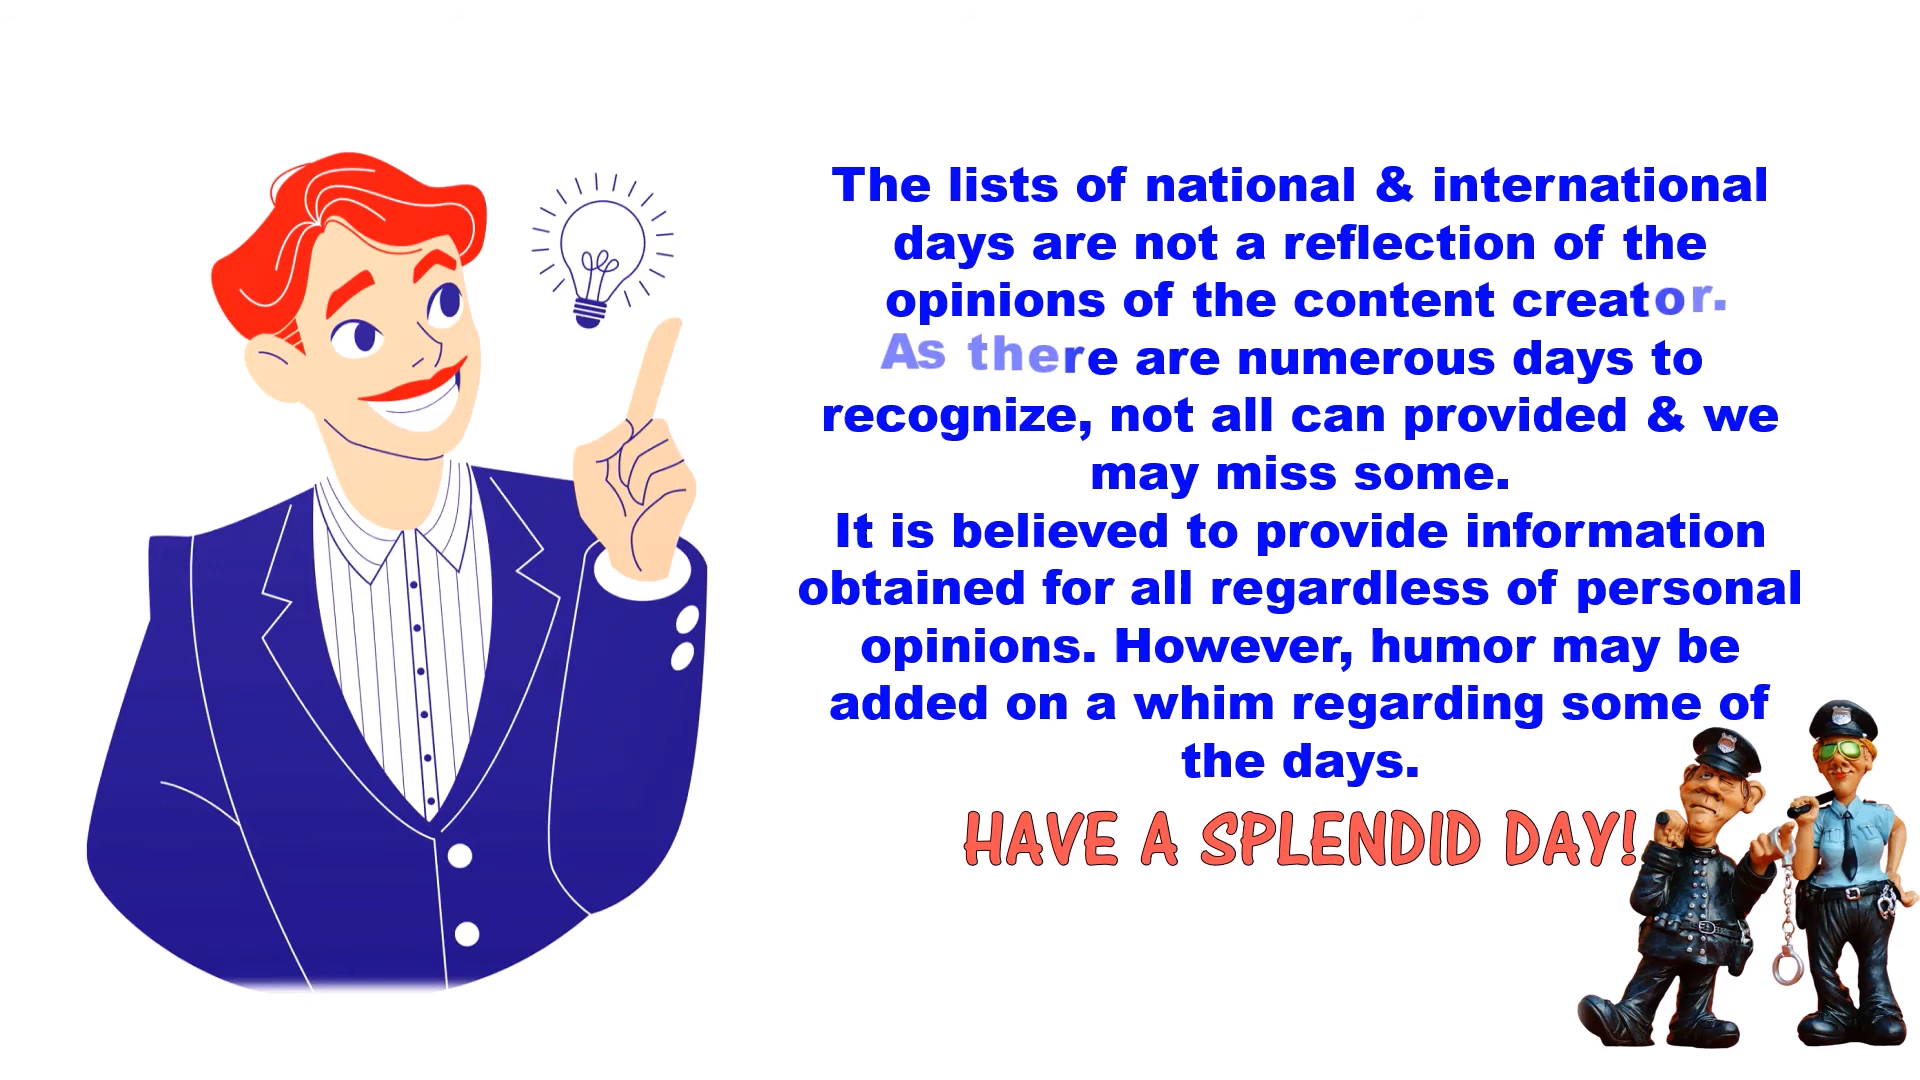 The lists of national & international
days are not a reflection of the
opinions of the content creator.
As there are numerous days to
recognize, not all can provided & we
may miss some.
It is believed to provide information
obtained for all regardless of personal
opinions. However, humor may be
added on a whim regarding some of
the days.
HAVE A SPLENDID DAY!